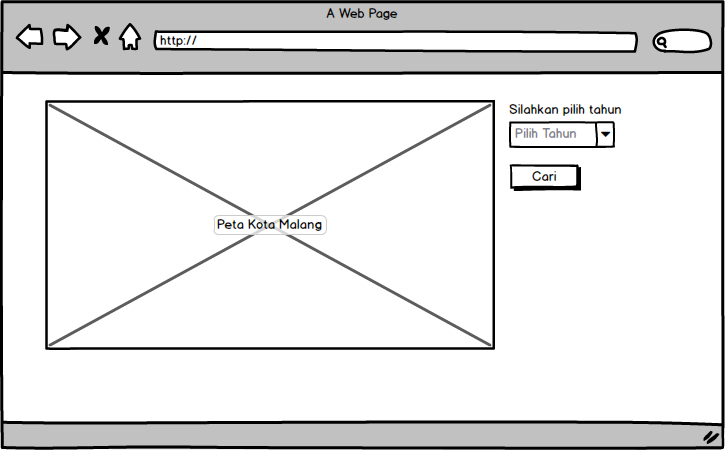 A Web Page
http://
Silahkan pilih tahun
Pilih Tahun
Cari
Peta Kota Malang